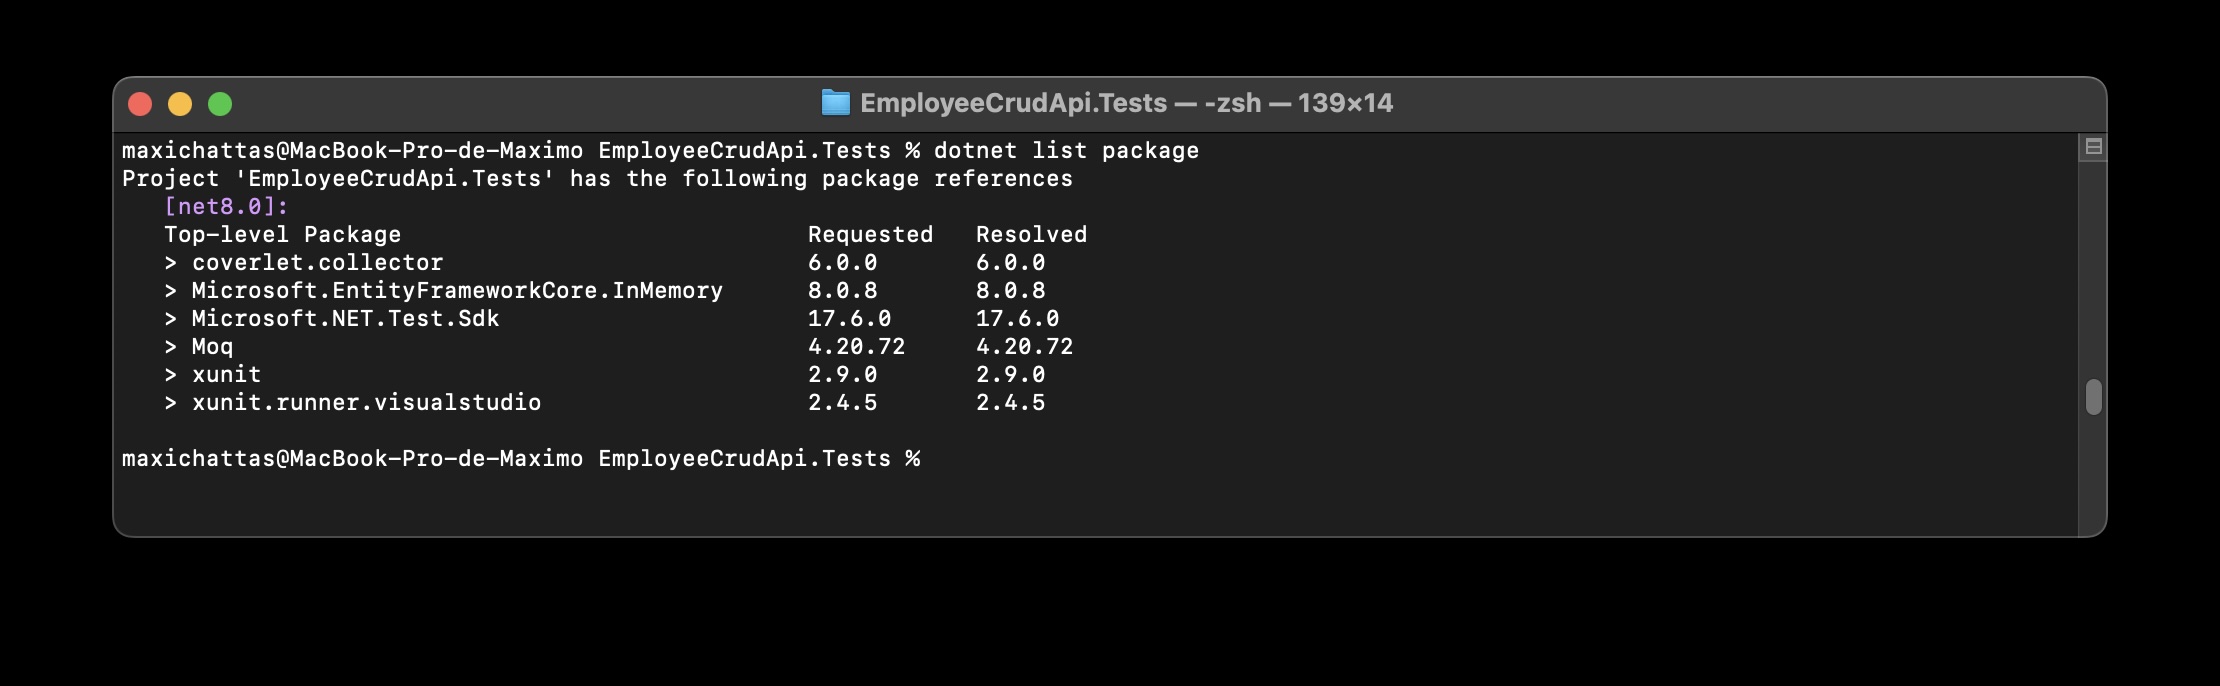 EmployeeCrudApi.Tests — -zsh — 139×14
maxichattas@MacBook-Pro-de-Maximo EmployeeCrudApi.Tests % dotnet list package
Project 'EmployeeCrudApi.Tests' has the following package references
   [net8.0]:
   Top-level Package                             Requested   Resolved
   > coverlet.collector                          6.0.0       6.0.0
   > Microsoft.EntityFrameworkCore.InMemory      8.0.8       8.0.8
   > Microsoft.NET.Test.Sdk                      17.6.0      17.6.0
   > Moq                                         4.20.72     4.20.72
   > xunit                                       2.9.0       2.9.0
   > xunit.runner.visualstudio                   2.4.5       2.4.5
maxichattas@MacBook-Pro-de-Maximo EmployeeCrudApi.Tests %